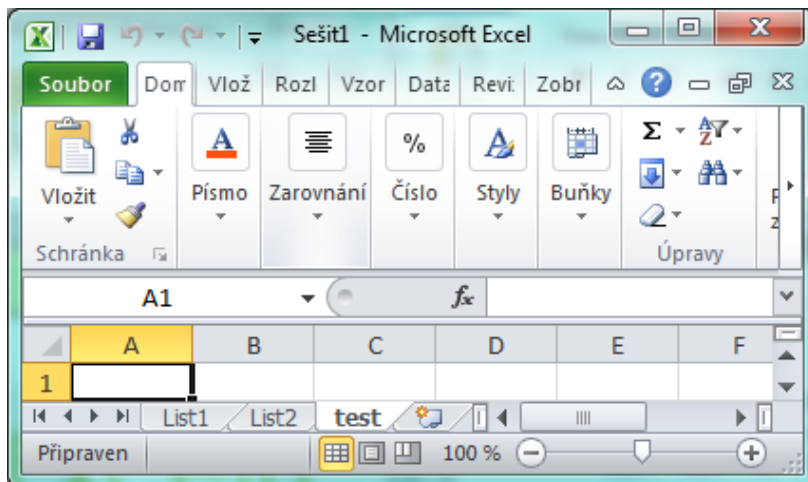 Sešit1 - Microsoft Excel
Soubor Dom Vlož Rozl Vzor Data Revi: Zobr
Vložit Písmo Zarovnání Číslo Styly Buňky
Schránka Úpravy
A1 fx
A B C D E F
1
List1 List2 test
Připraven 100 %